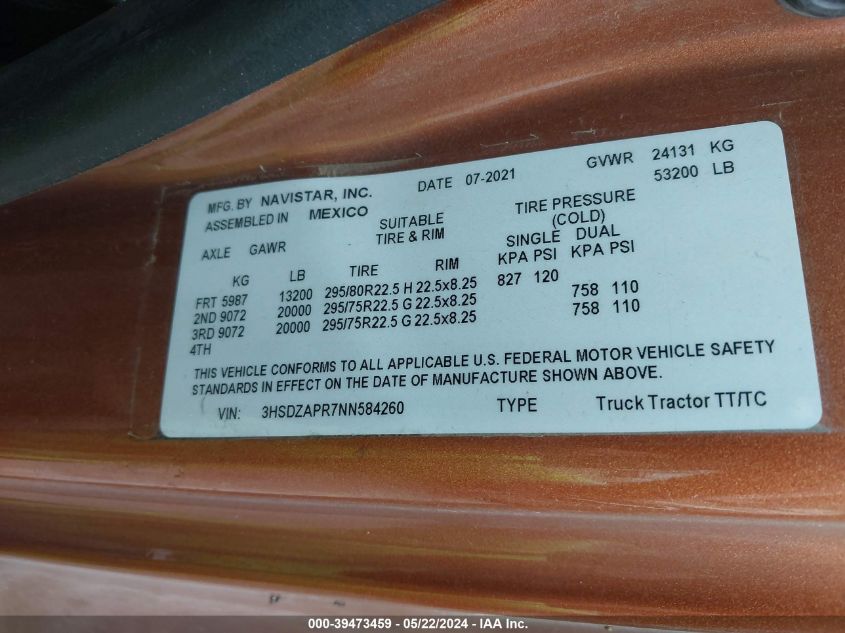 MFG. BY NAVISTAR, INC. DATE 07-2021 GVWR 24131 KG
ASSEMBLED IN MEXICO 53200 LB
SUITABLE TIRE PRESSURE
TIRE & RIM (COLD)
AXLE GAWR SINGLE DUAL
KG LB TIRE RIM KPA PSI KPA PSI
FRT 5987 13200 295/80R22.5 H 22.5x8.25 827 120
2ND 9072 20000 295/75R22.5 G 22.5x8.25 758 110
3RD 9072 20000 295/75R22.5 G 22.5x8.25 758 110
4TH
THIS VEHICLE CONFORMS TO ALL APPLICABLE U.S. FEDERAL MOTOR VEHICLE SAFETY
STANDARDS IN EFFECT ON THE DATE OF MANUFACTURE SHOWN ABOVE.
VIN: 3HSDZAPR7NN584260 TYPE Truck Tractor TT/TC
000-39473459 - 05/22/2024 - IAA Inc.